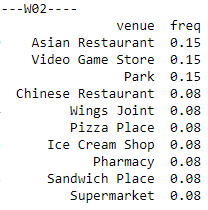 ----W02----
venue freq
Asian Restaurant 0.15
Video Game Store 0.15
Park 0.15
Chinese Restaurant 0.08
Wings Joint 0.08
Pizza Place 0.08
Ice Cream Shop 0.08
Pharmacy 0.08
Sandwich Place 0.08
Supermarket 0.08